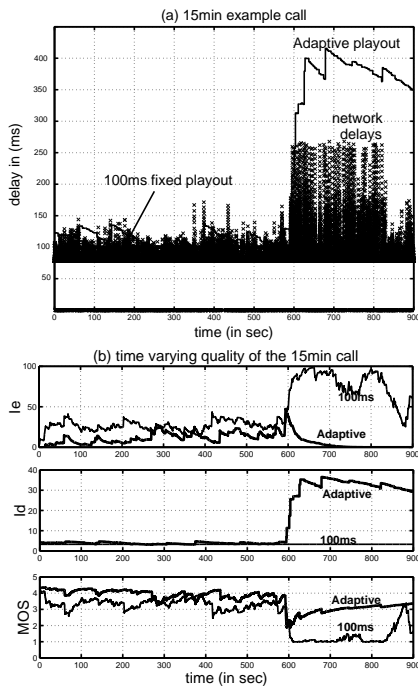 (a) 15min example call
delay in (ms)
450
400
350
300
250
200
150
100
50
0 100 200 300 400 500 600 700 800 900
Adaptive playout
network
delays
100ms fixed playout
time (in sec)
(b) time varying quality of the 15min call
Ie
100
50
0
0 100 200 300 400 500 600 700 800 900
100ms
Adaptive
Id
40
30
20
10
0
0 100 200 300 400 500 600 700 800 900
Adaptive
100ms
MOS
5
4
3
2
1
0
0 100 200 300 400 500 600 700 800 900
Adaptive
100ms
time (in sec)